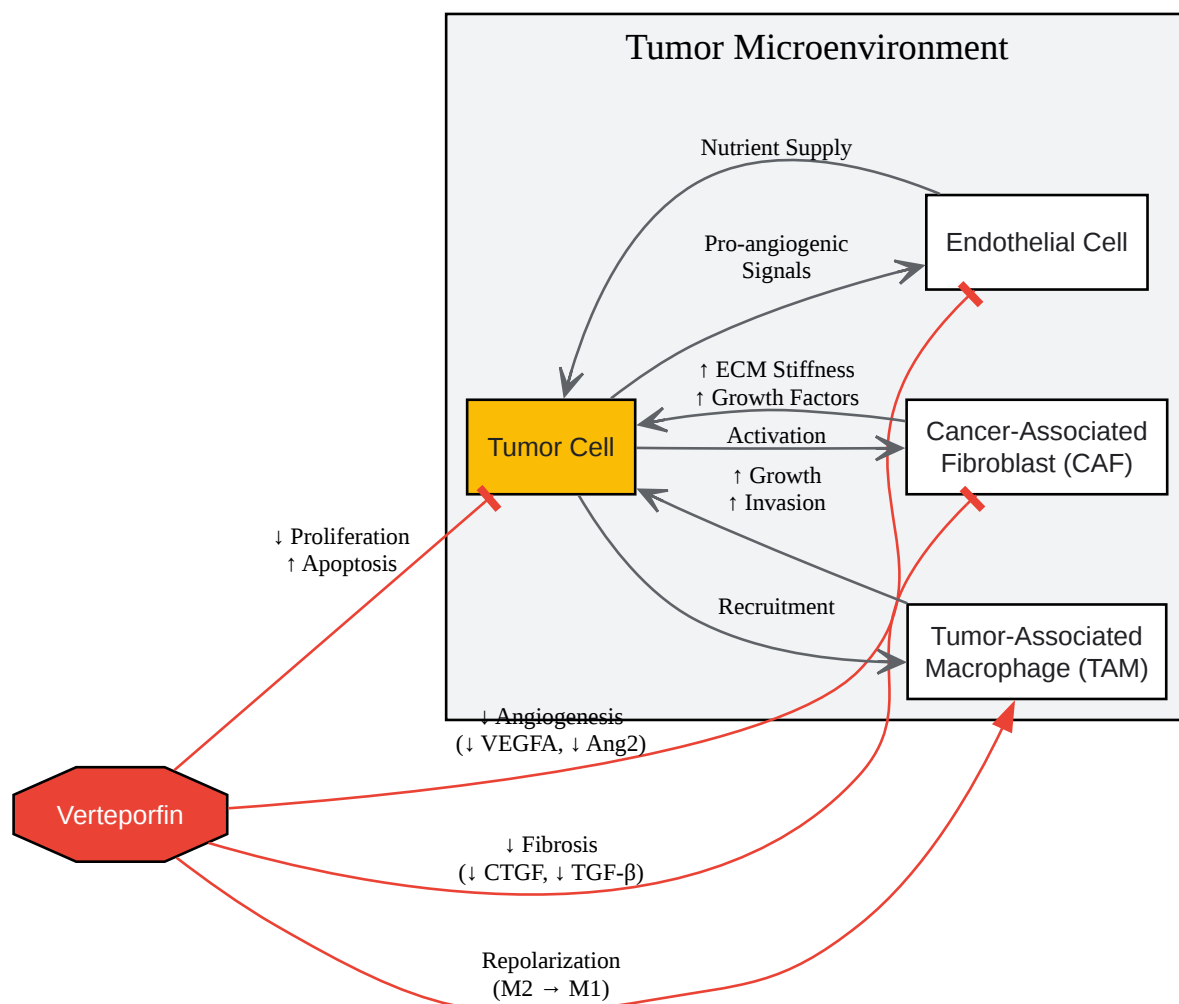 Tumor Microenvironment
Nutrient Supply
Endothelial Cell
Pro-angiogenic
Signals
↑ ECM Stiffness
↑ Growth Factors
Tumor Cell
Activation
Cancer-Associated
Fibroblast (CAF)
↑ Growth
↑ Invasion
↓ Proliferation
↑ Apoptosis
Recruitment
Tumor-Associated
Macrophage (TAM)
↓ Angiogenesis
(↓ VEGFA, ↓ Ang2)
Verteporfin
↓ Fibrosis
(↓ CTGF, ↓ TGF-β)
Repolarization
(M2 → M1)